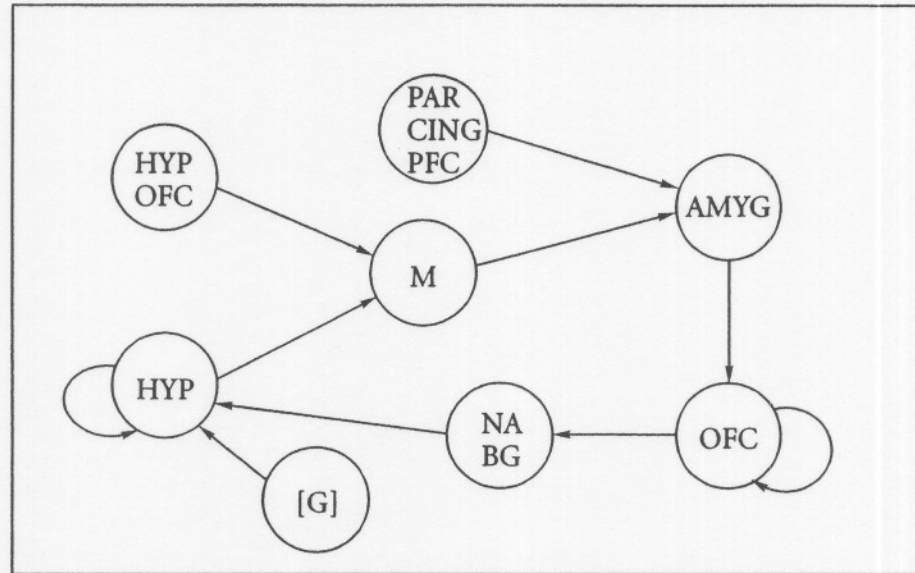 PAR
CING
PFC
HYP
OFC
AMYG
M
HYP
NA
BG
OFC
[G]